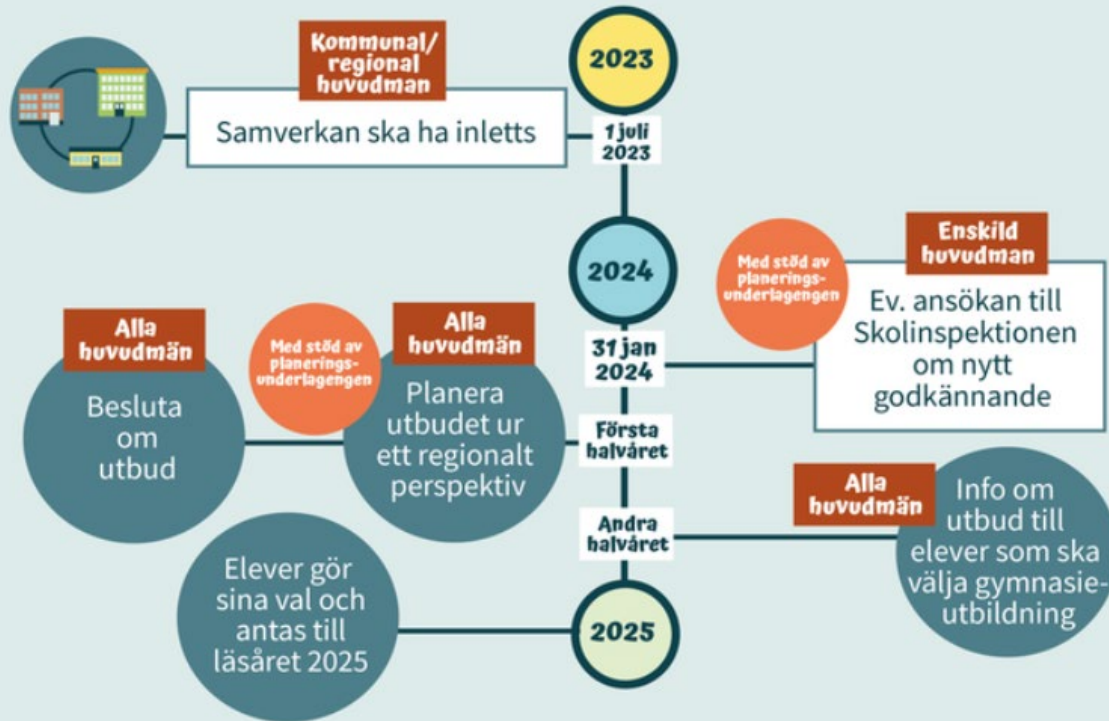 2023
Kommunal/
regional
huvudman
Samverkan ska ha inletts
1 juli
2023
2024
Med stöd av
planerings-
underlagengen
Enskild
huvudman
Ev. ansökan till
Skolinspektionen
om nytt
godkännande
31 jan
2024
Alla
huvudmän
Besluta
om
utbud
Med stöd av
planerings-
underlagengen
Alla
huvudmän
Planera
utbudet ur
ett regionalt
perspektiv
Första
halvåret
Andra
halvåret
Alla
huvudmän
Info om
utbud till
elever som ska
välja gymnasie-
utbildning
Elever gör
sina val och
antas till
läsåret 2025
2025